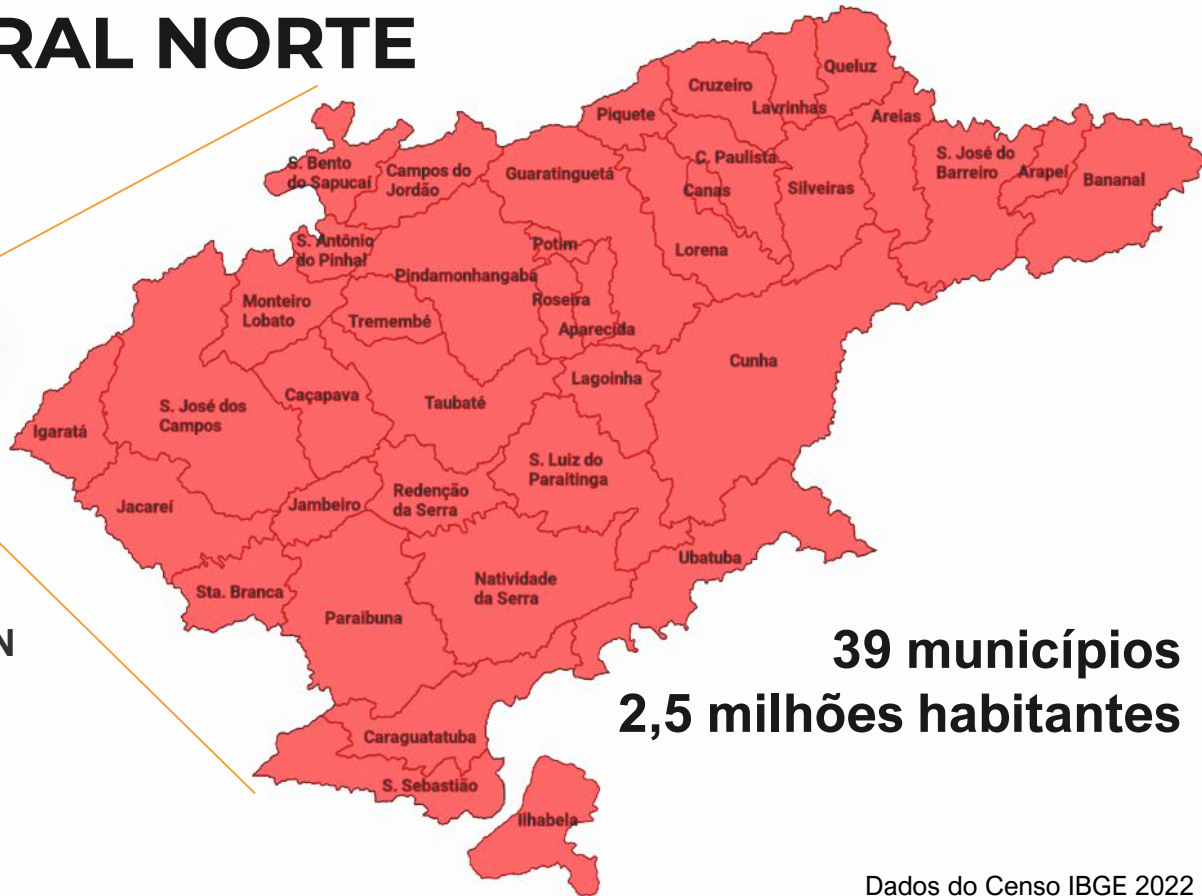 RAL NORTE
Queluz
Cruzeiro
Lavrinhas
Piquete
Areias
S. Bento
do Sapucaí
Campos do
Jordão
Guaratinguetá
C. Paulista
Canas
Silveiras
S. José do
Barreiro
Arapeí
Bananal
S. Antônio
do Pinhal
Potim
Lorena
Pindamonhangaba
Monteiro
Lobato
Tremembé
Roseira
Aparecida
Cunha
Lagoinha
Caçapava
Taubaté
S. José dos
Campos
Igaratá
S. Luiz do
Paraitinga
Jacareí
Jambeiro
Redenção
da Serra
Ubatuba
Sta. Branca
Natividade
da Serra
Paraibuna
N
39 municípios
2,5 milhões habitantes
Caraguatatuba
S. Sebastião
Ilhabela
Dados do Censo IBGE 2022